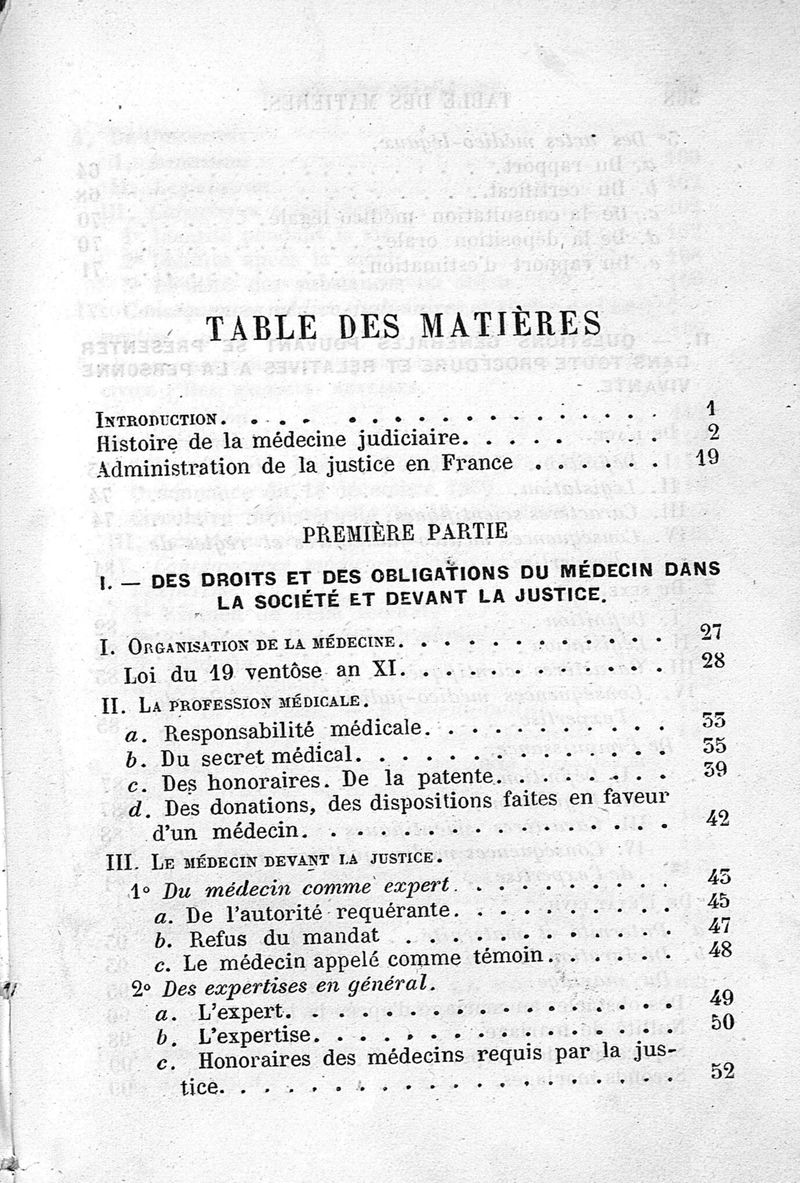 TABLE DES MATIÈRES
INTRODUCTION. . . . . . . . . . . . . . . . . . 1
Histoire de la médecine judiciaire. . . . . . . . . 2
Administration de la justice en France . . . . . . 19
PREMIÈRE PARTIE
I. — DES DROITS ET DES OBLIGATIONS DU MÉDECIN DANS
LA SOCIÉTÉ ET DEVANT LA JUSTICE.
I. ORGANISATION DE LA MÉDECINE. . . . . . . . . . . . 27
Loi du 19 ventôse an XI. . . . . . . . . . . . 28
II. LA PROFESSION MÉDICALE.
a. Responsabilité médicale. . . . . . . . . . . 33
b. Du secret médical. . . . . . . . . . . . . . 35
c. Des honoraires. De la patente. . . . . . . . 39
d. Des donations, des dispositions faites en faveur
d'un médecin. . . . . . . . . . . . . . . . 42
III. LE MÉDECIN DEVANT LA JUSTICE.
1° Du médecin comme expert. . . . . . . . . . 43
a. De l'autorité requérante. . . . . . . . . . 45
b. Refus du mandat . . . . . . . . . . . . . 47
c. Le médecin appelé comme témoin. . . . . . 48
2° Des expertises en général.
a. L'expert. . . . . . . . . . . . . . . . . . 49
b. L'expertise. . . . . . . . . . . . . . . . . 50
c. Honoraires des médecins requis par la jus-
tice. . . . . . . . . . . . . . . . . . . . 52